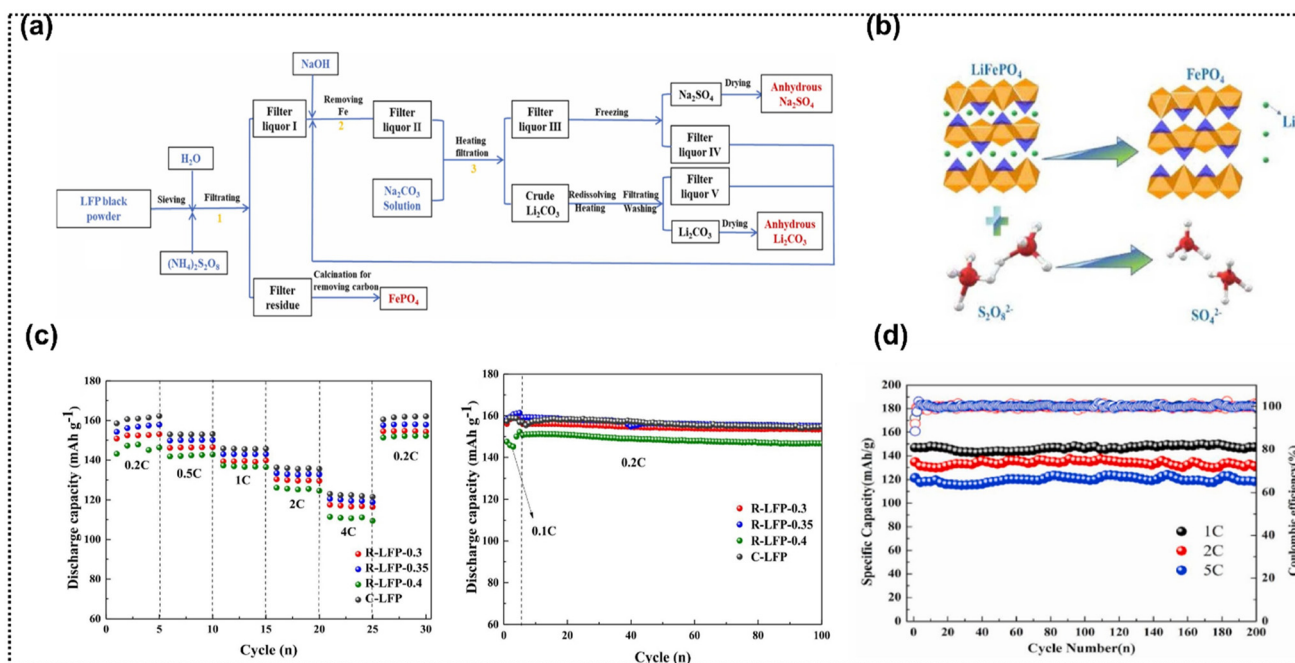 (a)
NaOH
H₂O
LFP black
powder
Sieving
Filtrating
1
(NH₄)₂S₂O₈
Filter
liquor I
Removing
Fe
2
Filter
liquor II
Na₂CO₃
Solution
Heating
filtration
3
Filter
liquor III
Freezing
Na₂SO₄
Drying
Anhydrous
Na₂SO₄
Filter
liquor IV
Crude
Li₂CO₃
Redissolving
Heating
Filtrating
Washing
Filter
liquor V
Li₂CO₃
Drying
Anhydrous
Li₂CO₃
Filter
residue
Calcination for
removing carbon
FePO₄
(b)
LiFePO₄
FePO₄
Li
S₂O₈²⁻
SO₄²⁻
(c)
Discharge capacity (mAh g⁻¹)
180
160
140
120
100
80
60
0.2C
0.5C
1C
2C
4C
0.2C
R-LFP-0.3
R-LFP-0.35
R-LFP-0.4
C-LFP
0 5 10 15 20 25 30
Cycle (n)
Discharge capacity (mAh g⁻¹)
180
160
140
120
100
80
60
0.2C
0.1C
R-LFP-0.3
R-LFP-0.35
R-LFP-0.4
C-LFP
0 20 40 60 80 100
Cycle (n)
(d)
Specific Capacity(mAh/g)
200
180
160
140
120
100
80
60
40
20
0
1C
2C
5C
0 20 40 60 80 100 120 140 160 180 200
Cycle Number(n)
100
80
60
40
20
0
Coulombic efficiency(%)